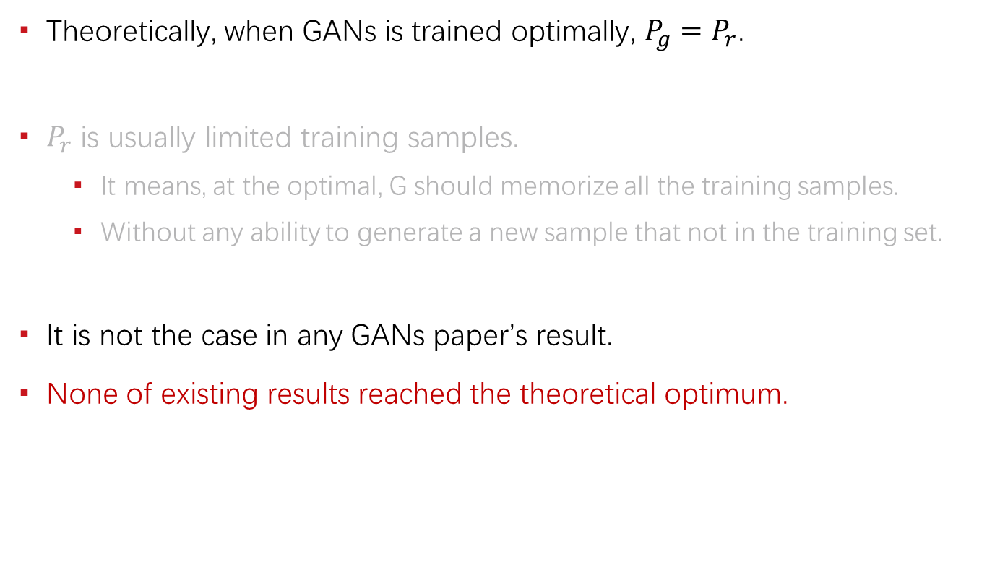 ▪ Theoretically, when GANs is trained optimally, P_g = P_r.
▪ P_r is usually limited training samples.
▪ It means, at the optimal, G should memorize all the training samples.
▪ Without any ability to generate a new sample that not in the training set.
▪ It is not the case in any GANs paper’s result.
▪ None of existing results reached the theoretical optimum.